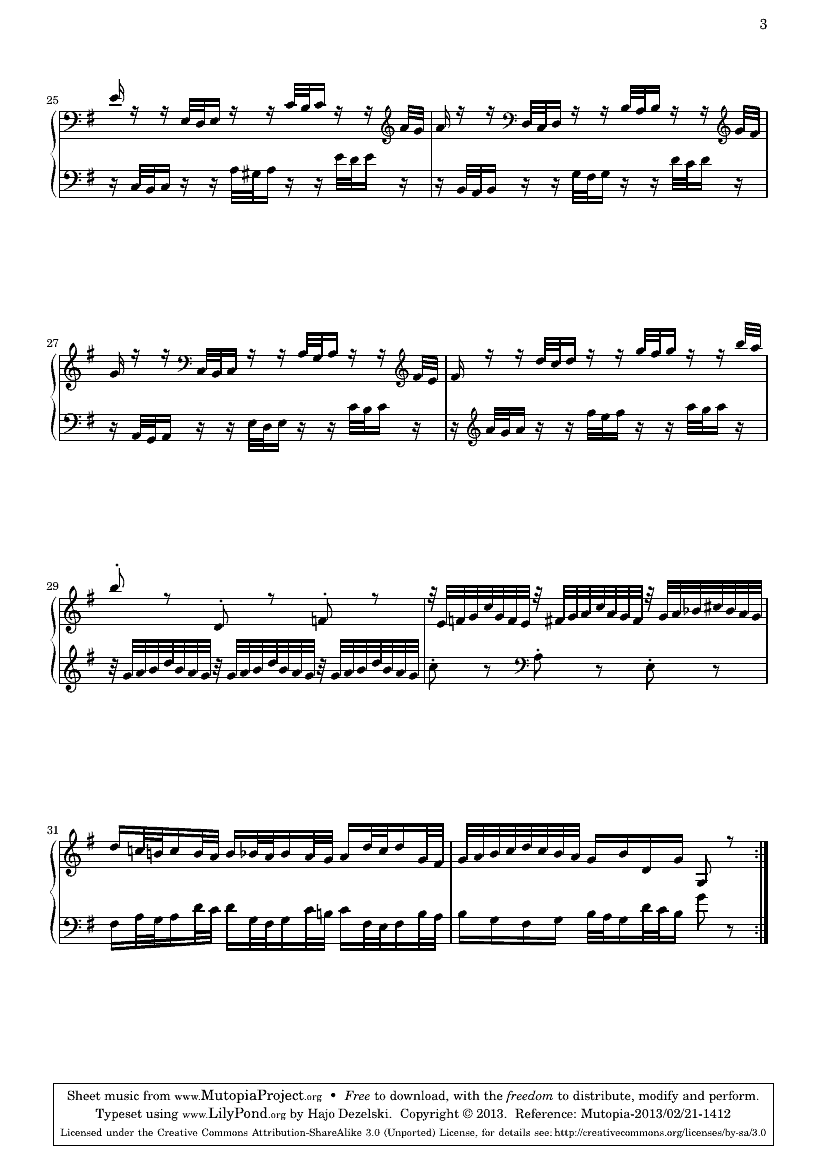 3
25
27
29
31
Sheet music from www.MutopiaProject.org • Free to download, with the freedom to distribute, modify and perform.
Typeset using www.LilyPond.org by Hajo Dezelski. Copyright © 2013. Reference: Mutopia-2013/02/21-1412
Licensed under the Creative Commons Attribution-ShareAlike 3.0 (Unported) License, for details see: http://creativecommons.org/licenses/by-sa/3.0